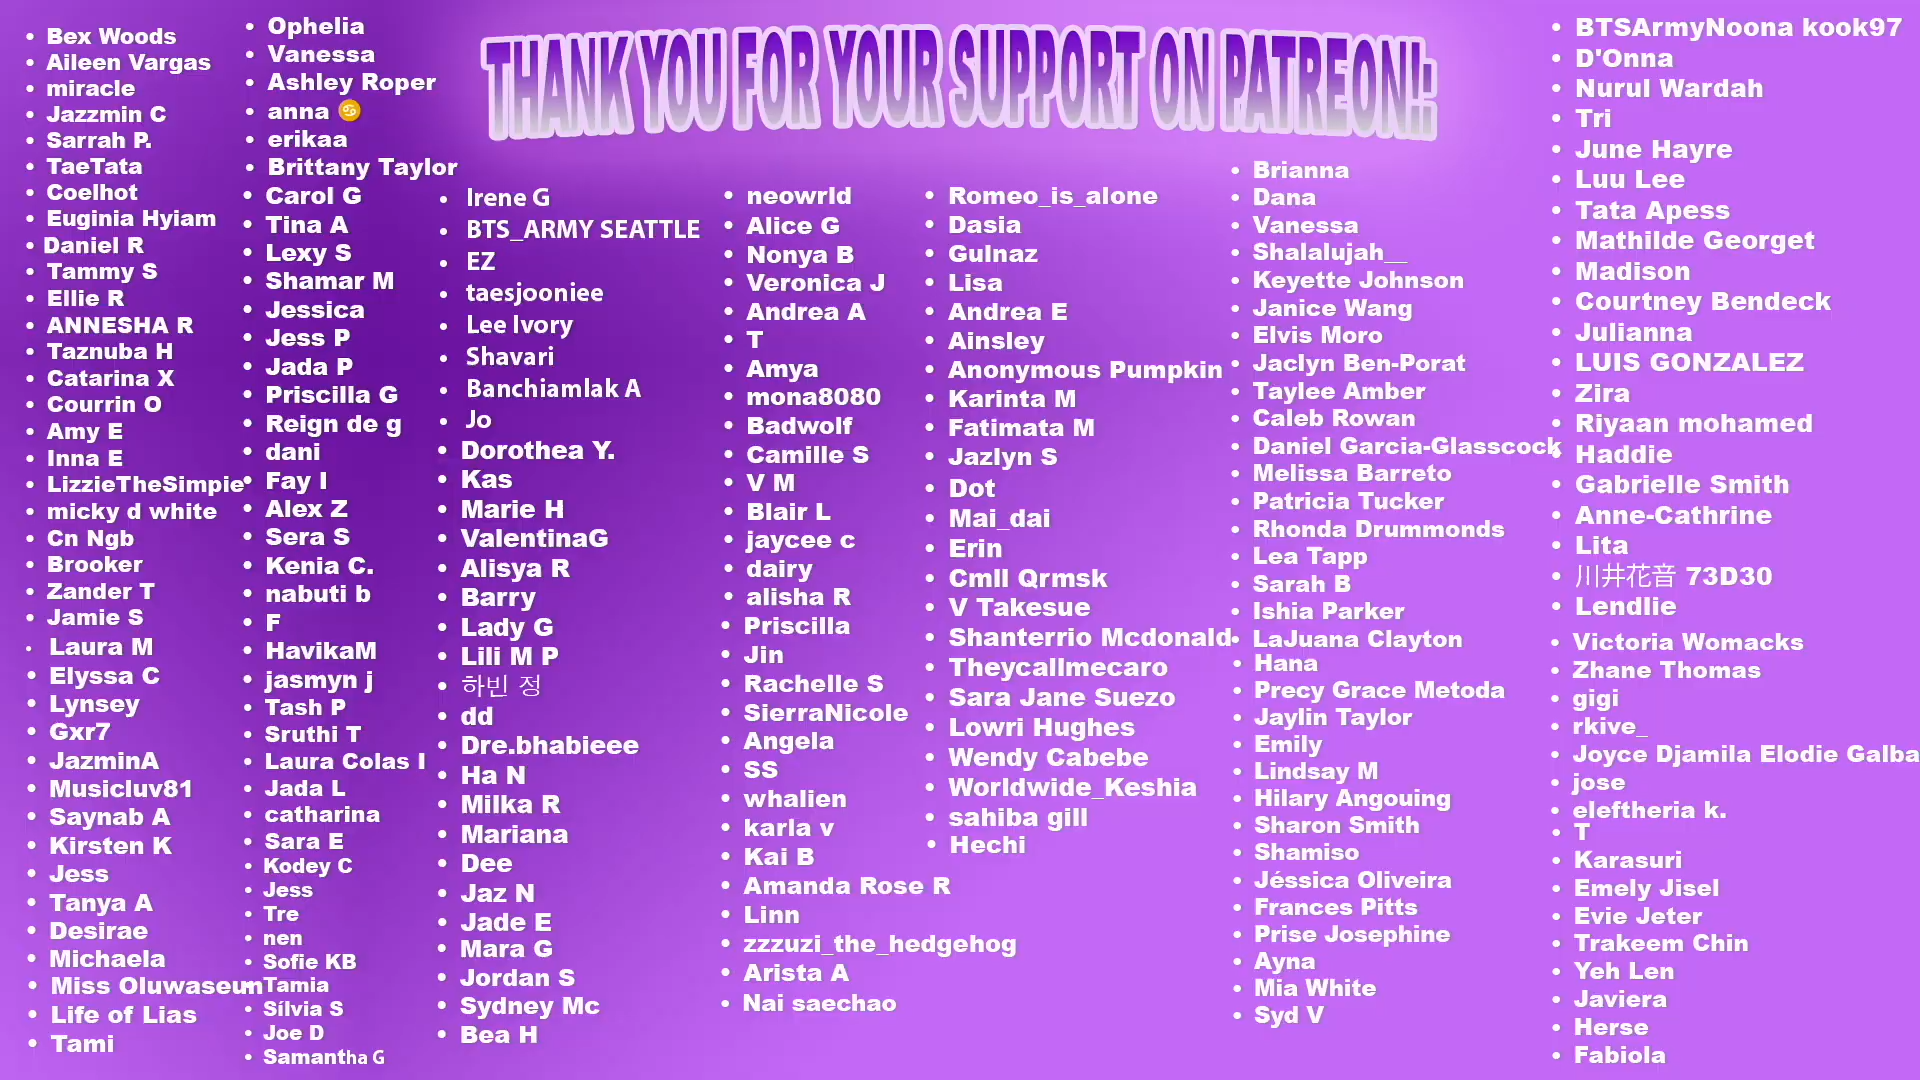 THANK YOU FOR YOUR SUPPORT ON PATREON!:
• Bex Woods
• Aileen Vargas
• miracle
• Jazzmin C
• Sarrah P.
• TaeTata
• Coelhot
• Euginia Hyiam
• Daniel R
• Tammy S
• Ellie R
• ANNESHA R
• Taznuba H
• Catarina X
• Courrin O
• Amy E
• Inna E
• LizzieTheSimpie
• micky d white
• Cn Ngb
• Brooker
• Zander T
• Jamie S
• Laura M
• Elyssa C
• Lynsey
• Gxr7
• JazminA
• Musicluv81
• Saynab A
• Kirsten K
• Jess
• Tanya A
• Desirae
• Michaela
• Miss Oluwaseun
• Life of Lias
• Tami
• Ophelia
• Vanessa
• Ashley Roper
• anna ♋
• erikaa
• Brittany Taylor
• Carol G
• Tina A
• Lexy S
• Shamar M
• Jessica
• Jess P
• Jada P
• Priscilla G
• Reign de g
• dani
• Fay I
• Alex Z
• Sera S
• Kenia C.
• nabuti b
• F
• HavikaM
• jasmyn j
• Tash P
• Sruthi T
• Laura Colas I
• Jada L
• catharina
• Sara E
• Kodey C
• Jess
• Tre
• nen
• Sofie KB
• Tamia
• Sílvia S
• Joe D
• Samantha G
• Irene G
• BTS_ARMY SEATTLE
• EZ
• taesjooniee
• Lee Ivory
• Shavari
• Banchiamlak A
• Jo
• Dorothea Y.
• Kas
• Marie H
• ValentinaG
• Alisya R
• Barry
• Lady G
• Lili M P
• 하빈 정
• dd
• Dre.bhabieee
• Ha N
• Milka R
• Mariana
• Dee
• Jaz N
• Jade E
• Mara G
• Jordan S
• Sydney Mc
• Bea H
• neowrld
• Alice G
• Nonya B
• Veronica J
• Andrea A
• T
• Amya
• mona8080
• Badwolf
• Camille S
• V M
• Blair L
• jaycee c
• dairy
• alisha R
• Priscilla
• Jin
• Rachelle S
• SierraNicole
• Angela
• SS
• whalien
• karla v
• Kai B
• Amanda Rose R
• Linn
• zzzuzi_the_hedgehog
• Arista A
• Nai saechao
• Romeo_is_alone
• Dasia
• Gulnaz
• Lisa
• Andrea E
• Ainsley
• Anonymous Pumpkin
• Karinta M
• Fatimata M
• Jazlyn S
• Dot
• Mai_dai
• Erin
• Cmll Qrmsk
• V Takesue
• Shanterrio Mcdonald
• Theycallmecaro
• Sara Jane Suezo
• Lowri Hughes
• Wendy Cabebe
• Worldwide_Keshia
• sahiba gill
• Hechi
• Brianna
• Dana
• Vanessa
• Shalalujah__
• Keyette Johnson
• Janice Wang
• Elvis Moro
• Jaclyn Ben-Porat
• Taylee Amber
• Caleb Rowan
• Daniel Garcia-Glasscock
• Melissa Barreto
• Patricia Tucker
• Rhonda Drummonds
• Lea Tapp
• Sarah B
• Ishia Parker
• LaJuana Clayton
• Hana
• Precy Grace Metoda
• Jaylin Taylor
• Emily
• Lindsay M
• Hilary Angouing
• Sharon Smith
• Shamiso
• Jéssica Oliveira
• Frances Pitts
• Prise Josephine
• Ayna
• Mia White
• Syd V
• BTSArmyNoona kook97
• D'Onna
• Nurul Wardah
• Tri
• June Hayre
• Luu Lee
• Tata Apess
• Mathilde Georget
• Madison
• Courtney Bendeck
• Julianna
• LUIS GONZALEZ
• Zira
• Riyaan mohamed
• Haddie
• Gabrielle Smith
• Anne-Cathrine
• Lita
• 川井花音 73D30
• Lendlie
• Victoria Womacks
• Zhane Thomas
• gigi
• rkive_
• Joyce Djamila Elodie Galba
• jose
• eleftheria k.
• T
• Karasuri
• Emely Jisel
• Evie Jeter
• Trakeem Chin
• Yeh Len
• Javiera
• Herse
• Fabiola